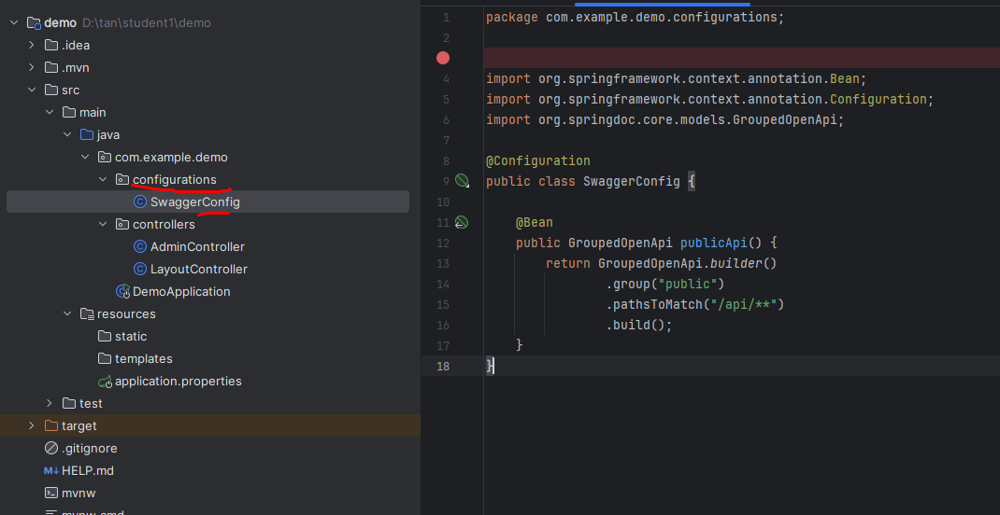 demo D:\tan\student1\demo
.idea
.mvn
src
main
java
com.example.demo
configurations
SwaggerConfig
controllers
AdminController
LayoutController
DemoApplication
resources
static
templates
application.properties
test
target
.gitignore
M↓ HELP.md
mvnw
mvnw.cmd
1 package com.example.demo.configurations;
2
4 import org.springframework.context.annotation.Bean;
5 import org.springframework.context.annotation.Configuration;
6 import org.springdoc.core.models.GroupedOpenApi;
7
8 @Configuration
9 public class SwaggerConfig {
10
11 @Bean
12 public GroupedOpenApi publicApi() {
13 return GroupedOpenApi.builder()
14 .group("public")
15 .pathsToMatch("/api/**")
16 .build();
17 }
18 }